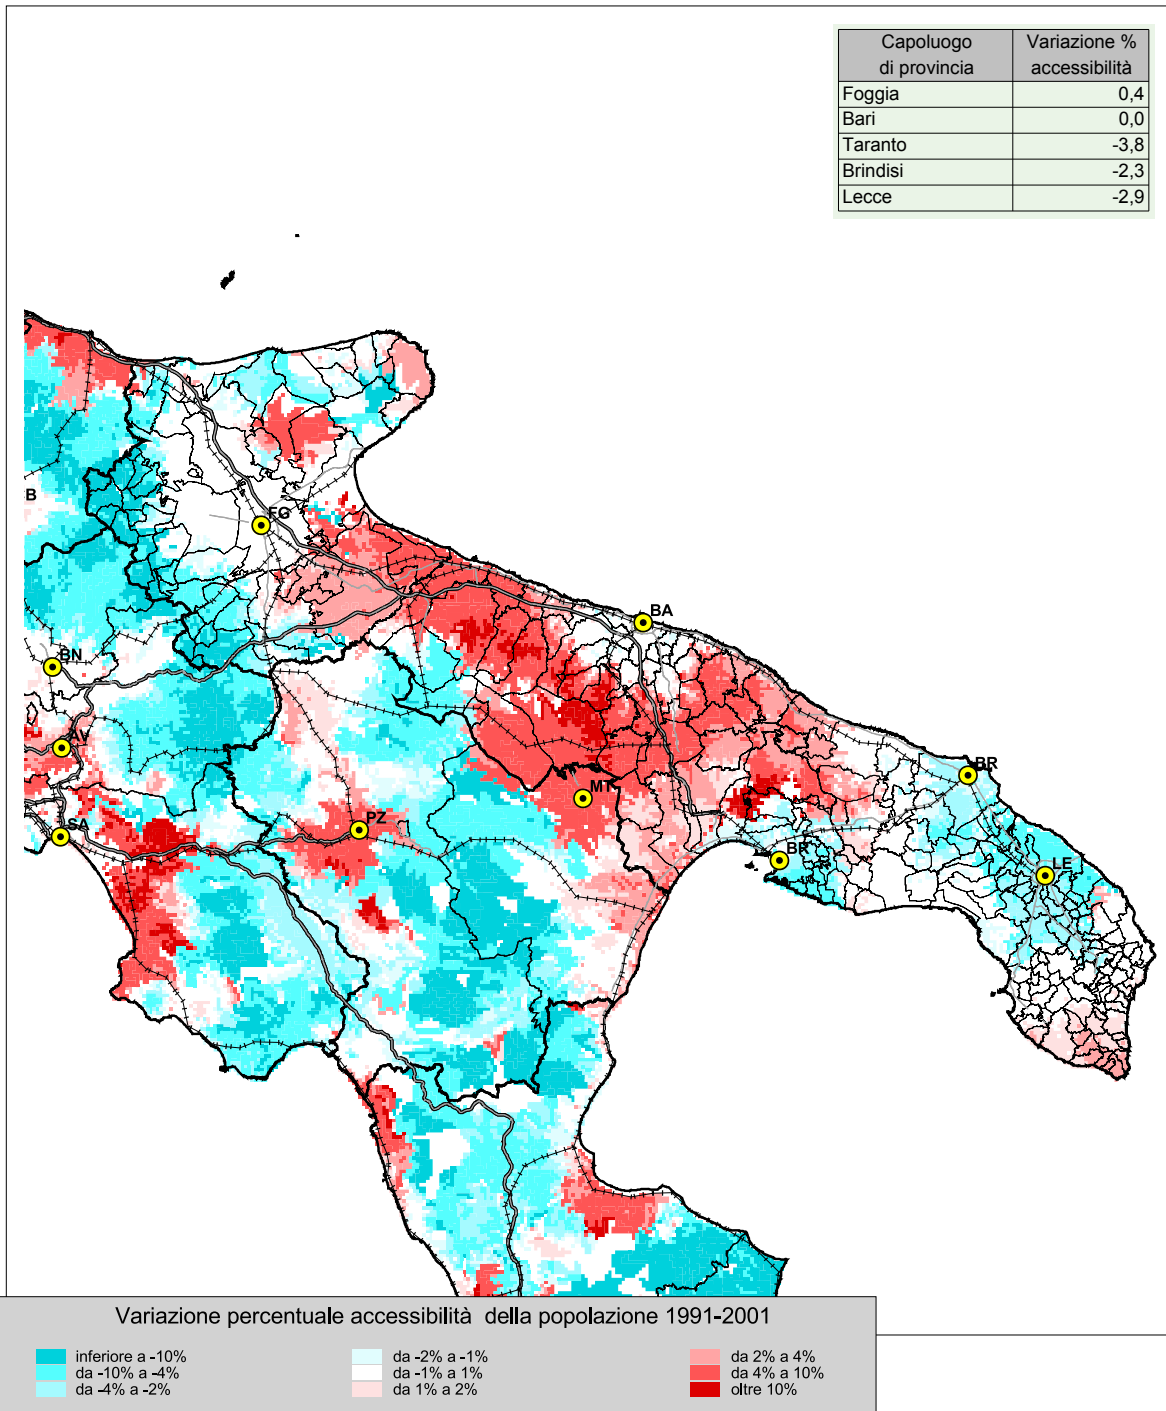 Capoluogo di provincia Variazione % accessibilità
Foggia 0,4
Bari 0,0
Taranto -3,8
Brindisi -2,3
Lecce -2,9
B
FG
BA
BN
AV
BR
MT
PZ
SA
BR
LE
Variazione percentuale accessibilità della popolazione 1991-2001
inferiore a -10%
da -10% a -4%
da -4% a -2%
da -2% a -1%
da -1% a 1%
da 1% a 2%
da 2% a 4%
da 4% a 10%
oltre 10%